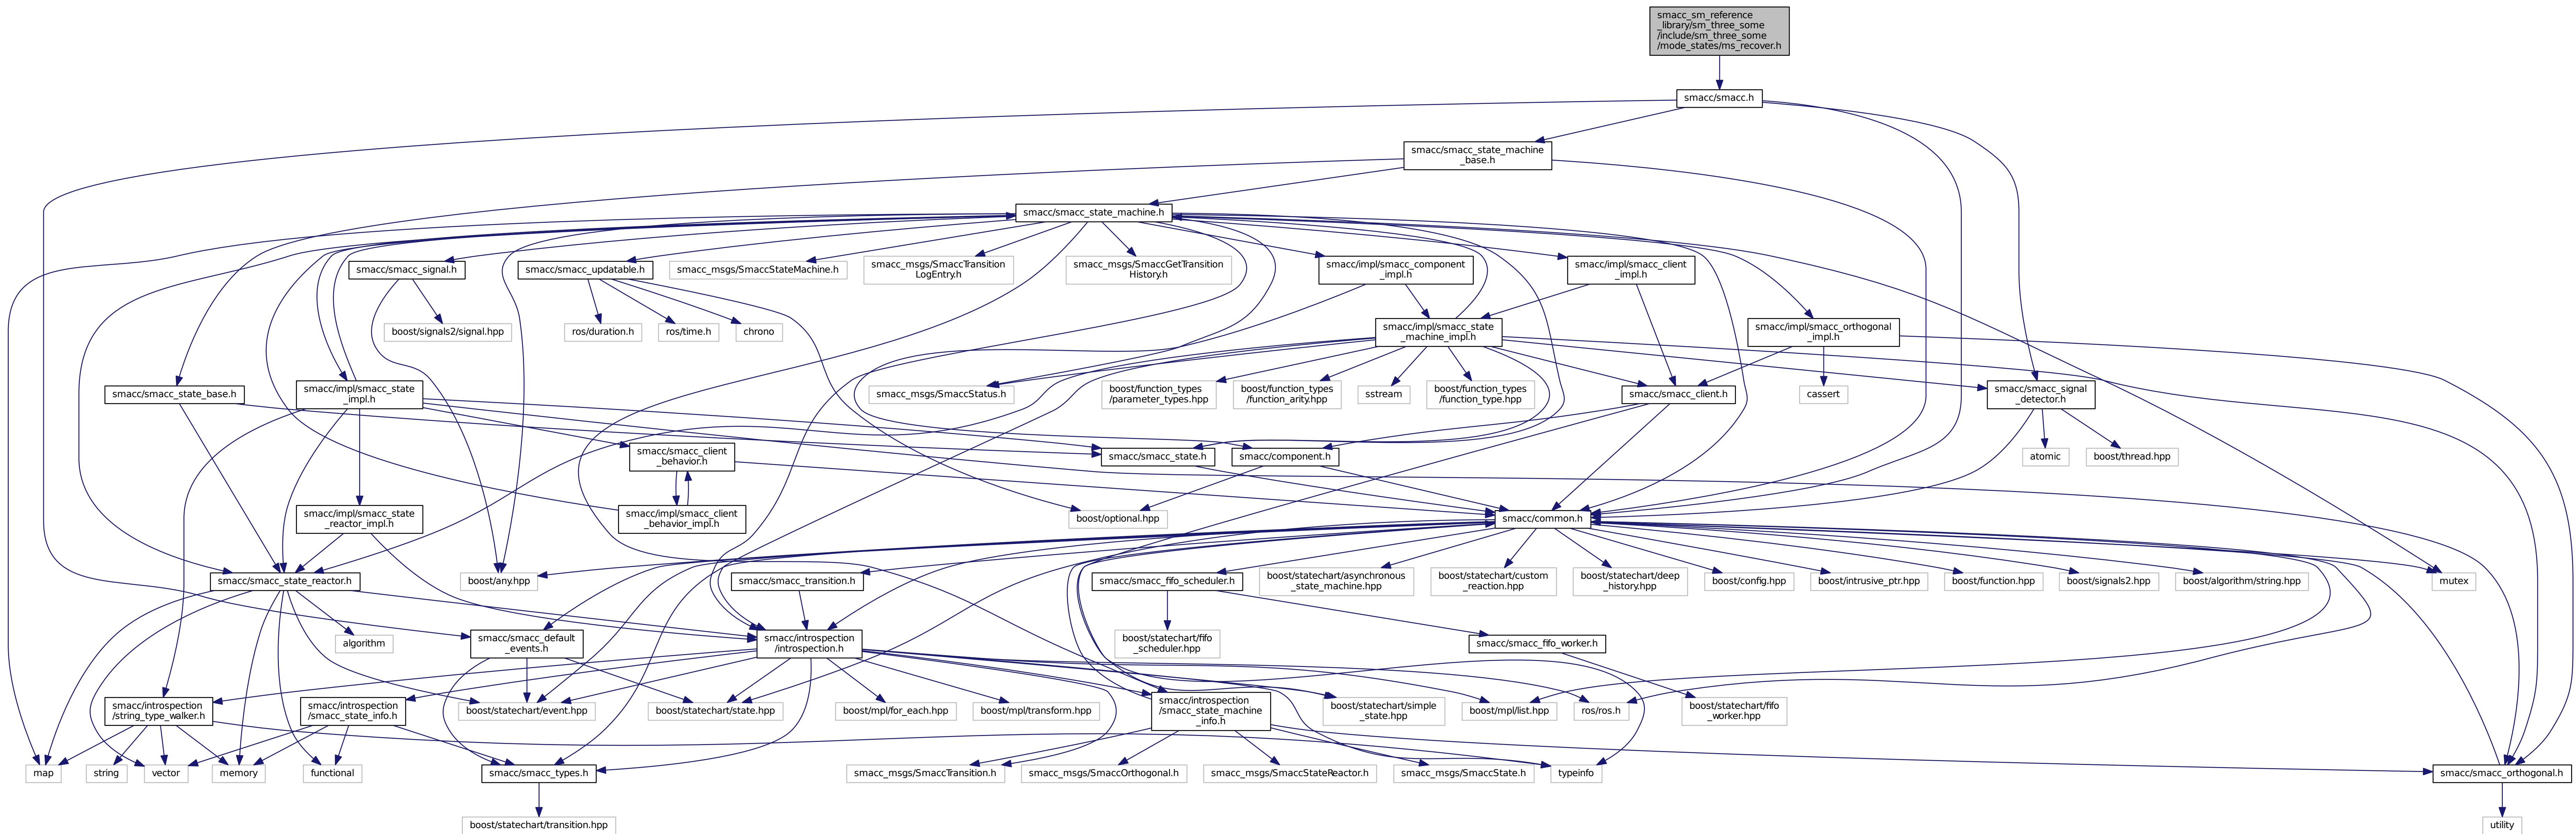 smacc_sm_reference
_library/sm_three_some
/include/sm_three_some
/mode_states/ms_recover.h
smacc/smacc.h
smacc/smacc_state_machine
_base.h
smacc/smacc_state_machine.h
smacc/smacc_signal.h
smacc/smacc_updatable.h
smacc_msgs/SmaccStateMachine.h
smacc_msgs/SmaccTransition
LogEntry.h
smacc_msgs/SmaccGetTransition
History.h
smacc/impl/smacc_component
_impl.h
smacc/impl/smacc_client
_impl.h
boost/signals2/signal.hpp
ros/duration.h
ros/time.h
chrono
smacc/impl/smacc_state
_machine_impl.h
smacc/impl/smacc_orthogonal
_impl.h
smacc/smacc_state_base.h
smacc/impl/smacc_state
_impl.h
smacc_msgs/SmaccStatus.h
boost/function_types
/parameter_types.hpp
boost/function_types
/function_arity.hpp
sstream
boost/function_types
/function_type.hpp
smacc/smacc_client.h
cassert
smacc/smacc_signal
_detector.h
smacc/smacc_client
_behavior.h
smacc/smacc_state.h
smacc/component.h
atomic
boost/thread.hpp
smacc/impl/smacc_state
_reactor_impl.h
smacc/impl/smacc_client
_behavior_impl.h
boost/optional.hpp
smacc/common.h
smacc/smacc_state_reactor.h
boost/any.hpp
smacc/smacc_transition.h
smacc/smacc_fifo_scheduler.h
boost/statechart/asynchronous
_state_machine.hpp
boost/statechart/custom
_reaction.hpp
boost/statechart/deep
_history.hpp
boost/config.hpp
boost/intrusive_ptr.hpp
boost/function.hpp
boost/signals2.hpp
boost/algorithm/string.hpp
mutex
algorithm
smacc/smacc_default
_events.h
smacc/introspection
/introspection.h
boost/statechart/fifo
_scheduler.hpp
smacc/smacc_fifo_worker.h
smacc/introspection
/string_type_walker.h
smacc/introspection
/smacc_state_info.h
boost/statechart/event.hpp
boost/statechart/state.hpp
boost/mpl/for_each.hpp
boost/mpl/transform.hpp
smacc/introspection
/smacc_state_machine
_info.h
boost/statechart/simple
_state.hpp
boost/mpl/list.hpp
ros/ros.h
boost/statechart/fifo
_worker.hpp
map
string
vector
memory
functional
smacc/smacc_types.h
smacc_msgs/SmaccTransition.h
smacc_msgs/SmaccOrthogonal.h
smacc_msgs/SmaccStateReactor.h
smacc_msgs/SmaccState.h
typeinfo
smacc/smacc_orthogonal.h
boost/statechart/transition.hpp
utility